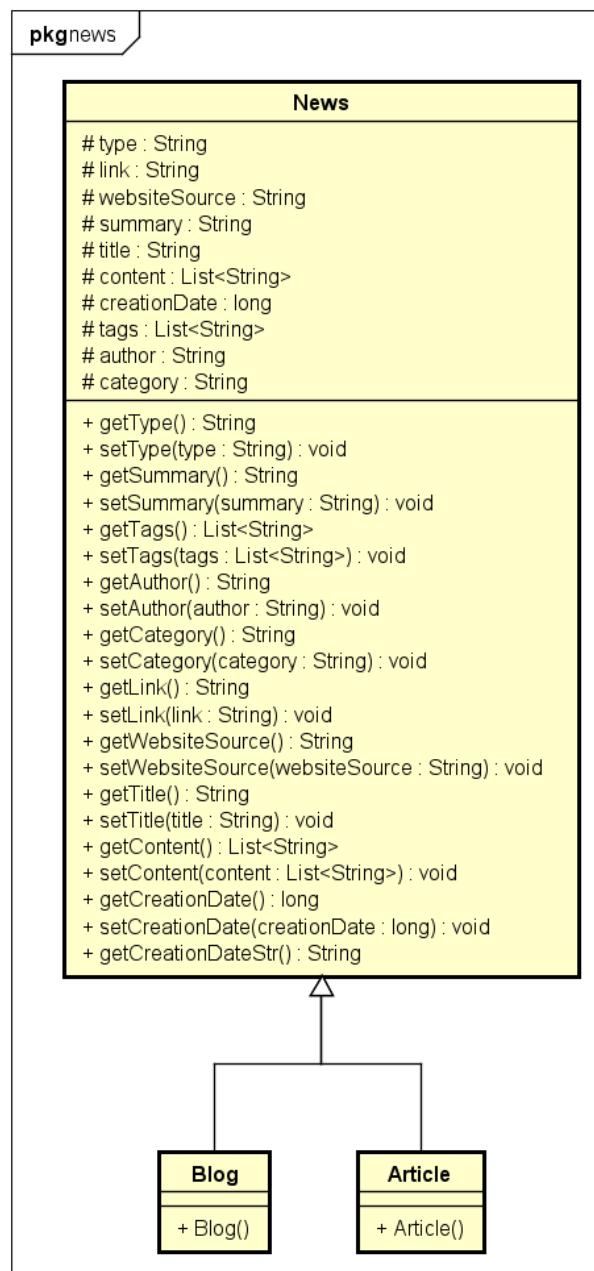 pkg news
News
# type : String
# link : String
# websiteSource : String
# summary : String
# title : String
# content : List<String>
# creationDate : long
# tags : List<String>
# author : String
# category : String
+ getType() : String
+ setType(type : String) : void
+ getSummary() : String
+ setSummary(summary : String) : void
+ getTags() : List<String>
+ setTags(tags : List<String>) : void
+ getAuthor() : String
+ setAuthor(author : String) : void
+ getCategory() : String
+ setCategory(category : String) : void
+ getLink() : String
+ setLink(link : String) : void
+ getWebsiteSource() : String
+ setWebsiteSource(websiteSource : String) : void
+ getTitle() : String
+ setTitle(title : String) : void
+ getContent() : List<String>
+ setContent(content : List<String>) : void
+ getCreationDate() : long
+ setCreationDate(creationDate : long) : void
+ getCreationDateStr() : String
Blog
+ Blog()
Article
+ Article()